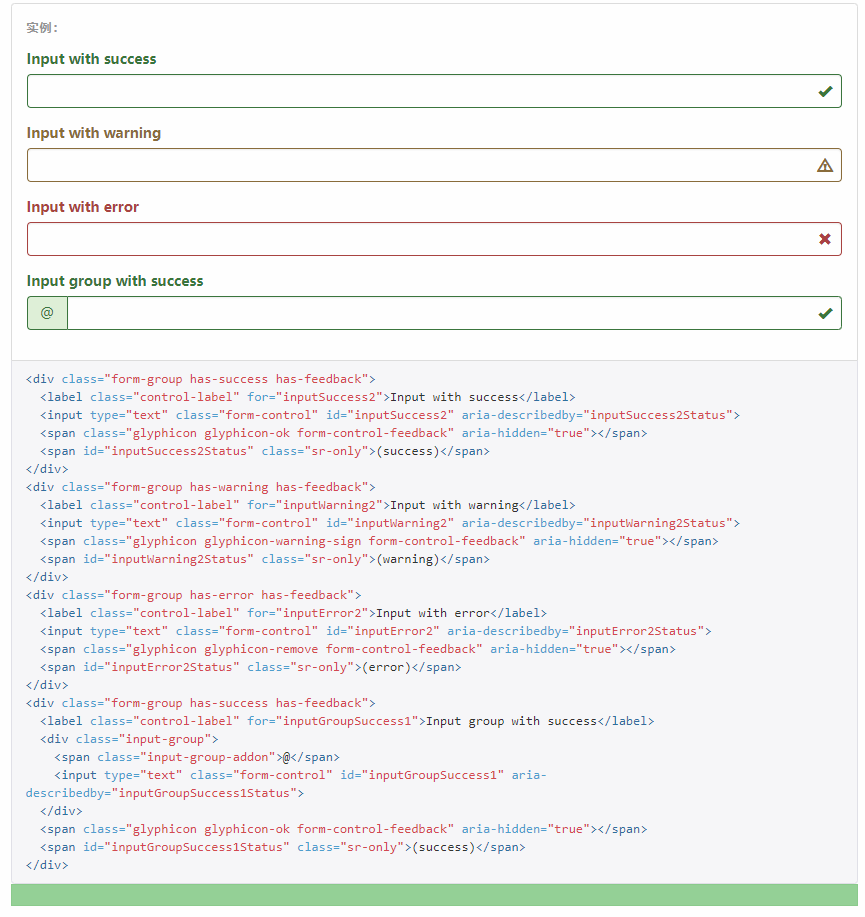 实例：
Input with success
Input with warning
Input with error
Input group with success
@
<div class="form-group has-success has-feedback">
  <label class="control-label" for="inputSuccess2">Input with success</label>
  <input type="text" class="form-control" id="inputSuccess2" aria-describedby="inputSuccess2Status">
  <span class="glyphicon glyphicon-ok form-control-feedback" aria-hidden="true"></span>
  <span id="inputSuccess2Status" class="sr-only">(success)</span>
</div>
<div class="form-group has-warning has-feedback">
  <label class="control-label" for="inputWarning2">Input with warning</label>
  <input type="text" class="form-control" id="inputWarning2" aria-describedby="inputWarning2Status">
  <span class="glyphicon glyphicon-warning-sign form-control-feedback" aria-hidden="true"></span>
  <span id="inputWarning2Status" class="sr-only">(warning)</span>
</div>
<div class="form-group has-error has-feedback">
  <label class="control-label" for="inputError2">Input with error</label>
  <input type="text" class="form-control" id="inputError2" aria-describedby="inputError2Status">
  <span class="glyphicon glyphicon-remove form-control-feedback" aria-hidden="true"></span>
  <span id="inputError2Status" class="sr-only">(error)</span>
</div>
<div class="form-group has-success has-feedback">
  <label class="control-label" for="inputGroupSuccess1">Input group with success</label>
  <div class="input-group">
    <span class="input-group-addon">@</span>
    <input type="text" class="form-control" id="inputGroupSuccess1" aria-
describedby="inputGroupSuccess1Status">
  </div>
  <span class="glyphicon glyphicon-ok form-control-feedback" aria-hidden="true"></span>
  <span id="inputGroupSuccess1Status" class="sr-only">(success)</span>
</div>